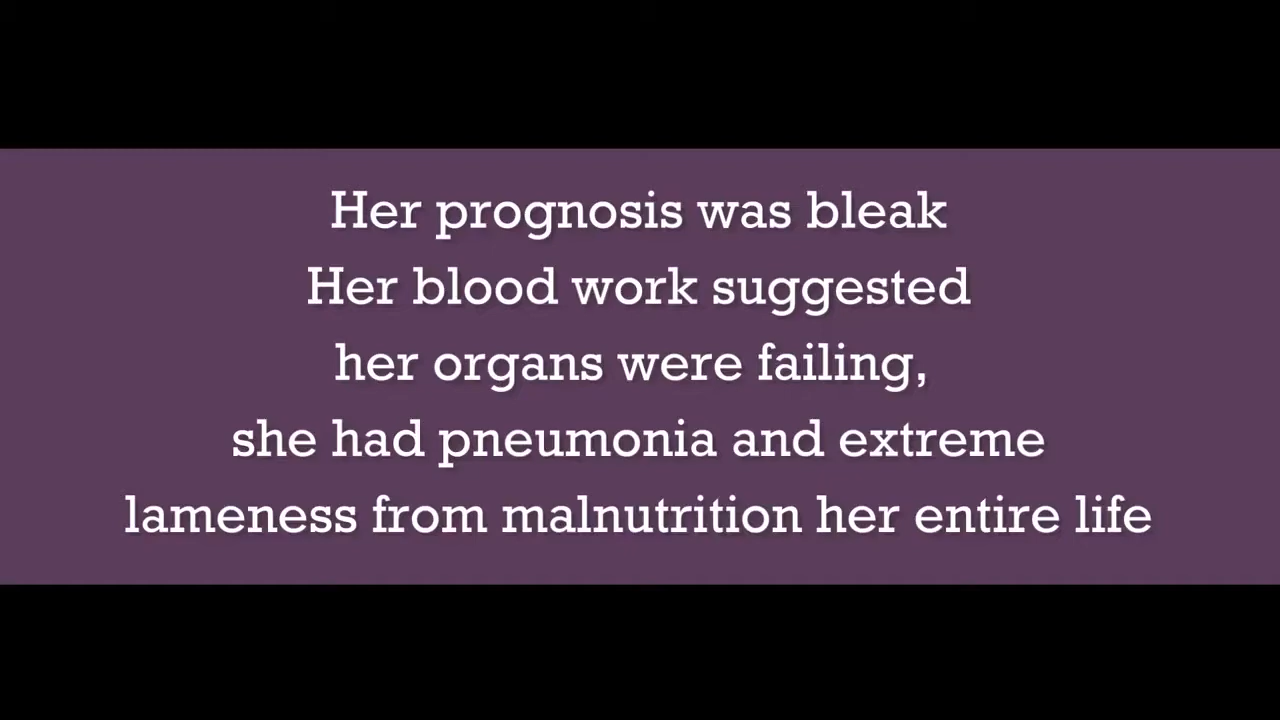 Her prognosis was bleak
Her blood work suggested
her organs were failing,
she had pneumonia and extreme
lameness from malnutrition her entire life